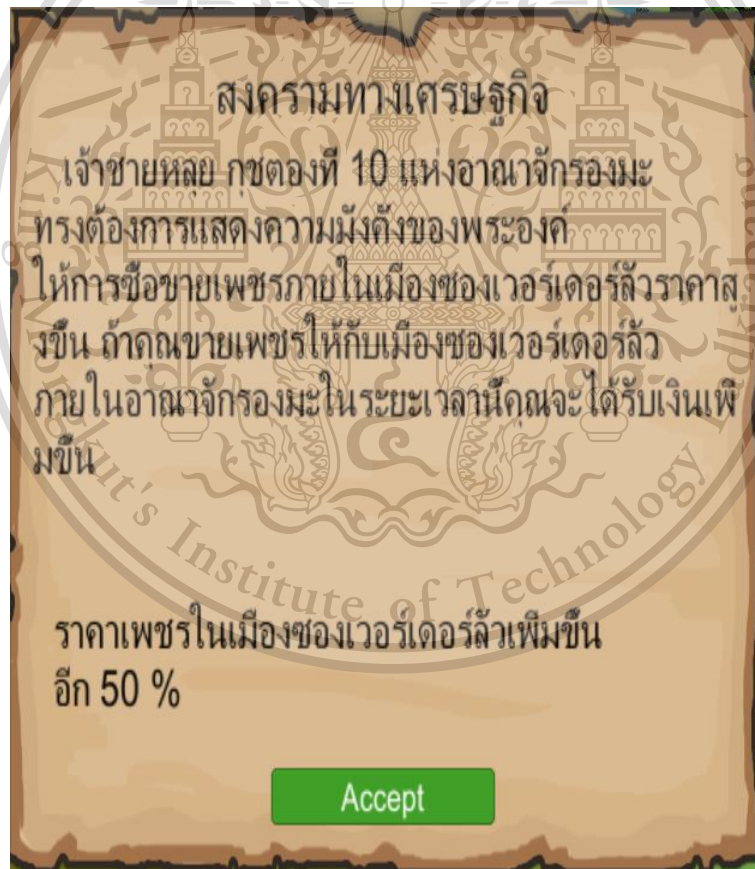 สงครามทางเศรษฐกิจ
เจ้าชายหลุย กุชตองที่ 10 แห่งอาณาจักรองมะ
ทรงต้องการแสดงความมั่งคั่งของพระองค์
ให้การซื้อขายเพชรภายในเมืองซองเวอร์เดอร์ลัวราคาสู
งขึ้น ถ้าคุณขายเพชรให้กับเมืองซองเวอร์เดอร์ลัว
ภายในอาณาจักรองมะในระยะเวลานี้คุณจะได้รับเงินเพิ่
มขึ้น
ราคาเพชรในเมืองซองเวอร์เดอร์ลัวเพิ่มขึ้น
อีก 50 %
Accept
King Mongkut's Institute of Technology